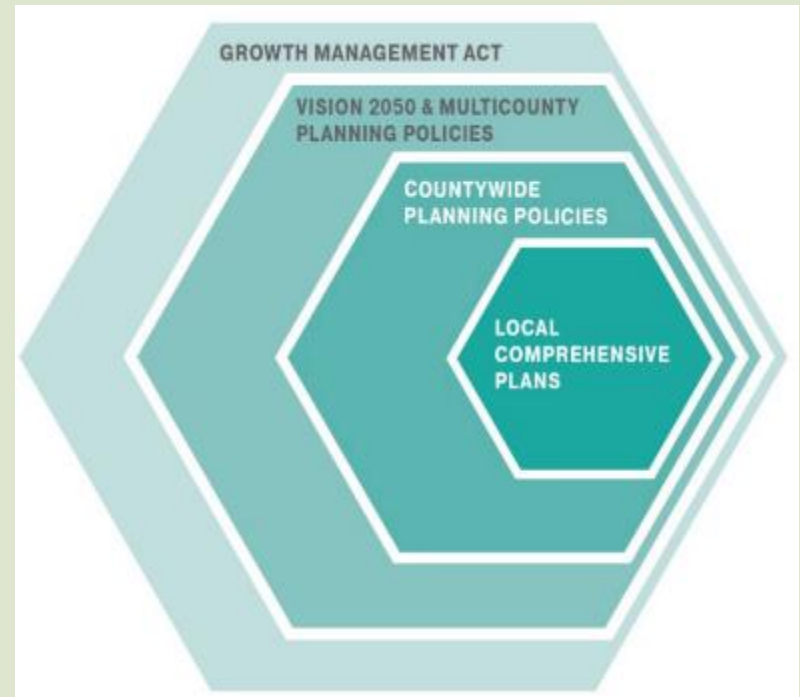 GROWTH MANAGEMENT ACT
VISION 2050 & MULTICOUNTY
PLANNING POLICIES
COUNTYWIDE
PLANNING POLICIES
LOCAL
COMPREHENSIVE
PLANS